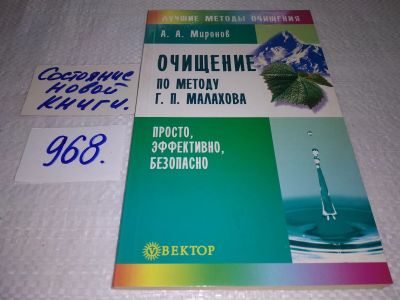 Состояние
новой
книги.
968.
ЛУЧШИЕ МЕТОДЫ ОЧИЩЕНИЯ
А. А. Миронов
ОЧИЩЕНИЕ
ПО МЕТОДУ
Г. П. МАЛАХОВА
ПРОСТО,
ЭФФЕКТИВНО,
БЕЗОПАСНО
ВЕКТОР